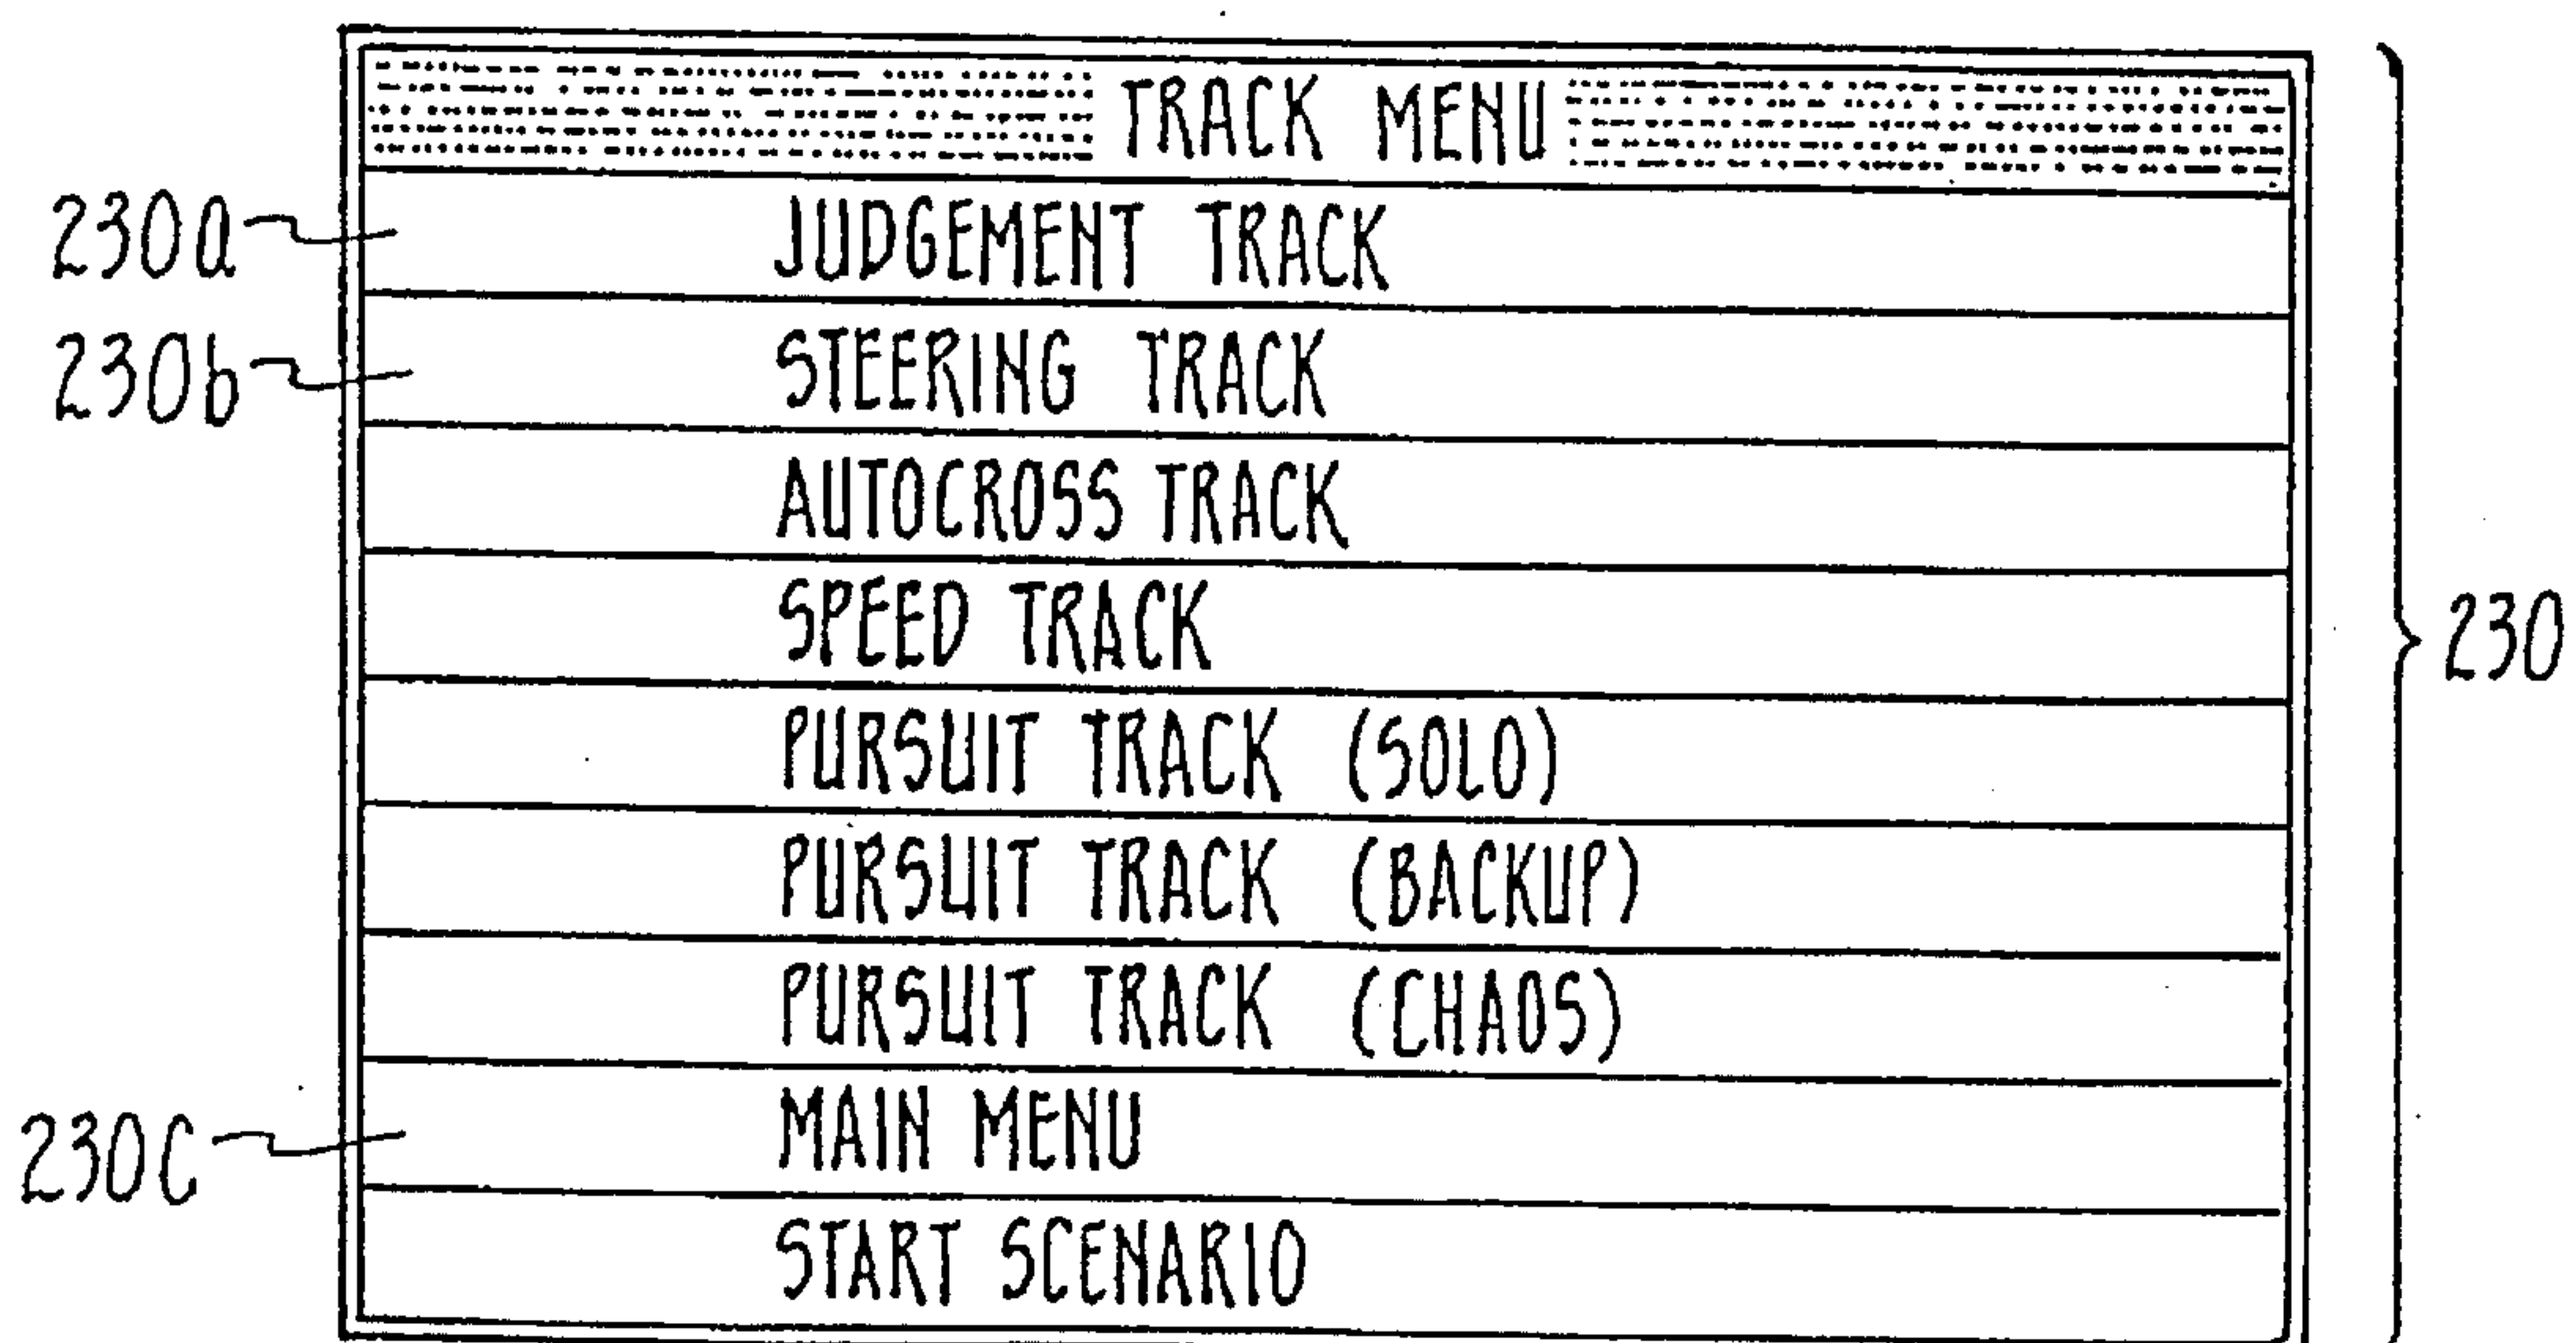 TRACK MENU
230a JUDGEMENT TRACK
230b STEERING TRACK
AUTOCROSS TRACK
SPEED TRACK
230
PURSUIT TRACK (SOLO)
PURSUIT TRACK (BACKUP)
PURSUIT TRACK (CHAOS)
230c MAIN MENU
START SCENARIO